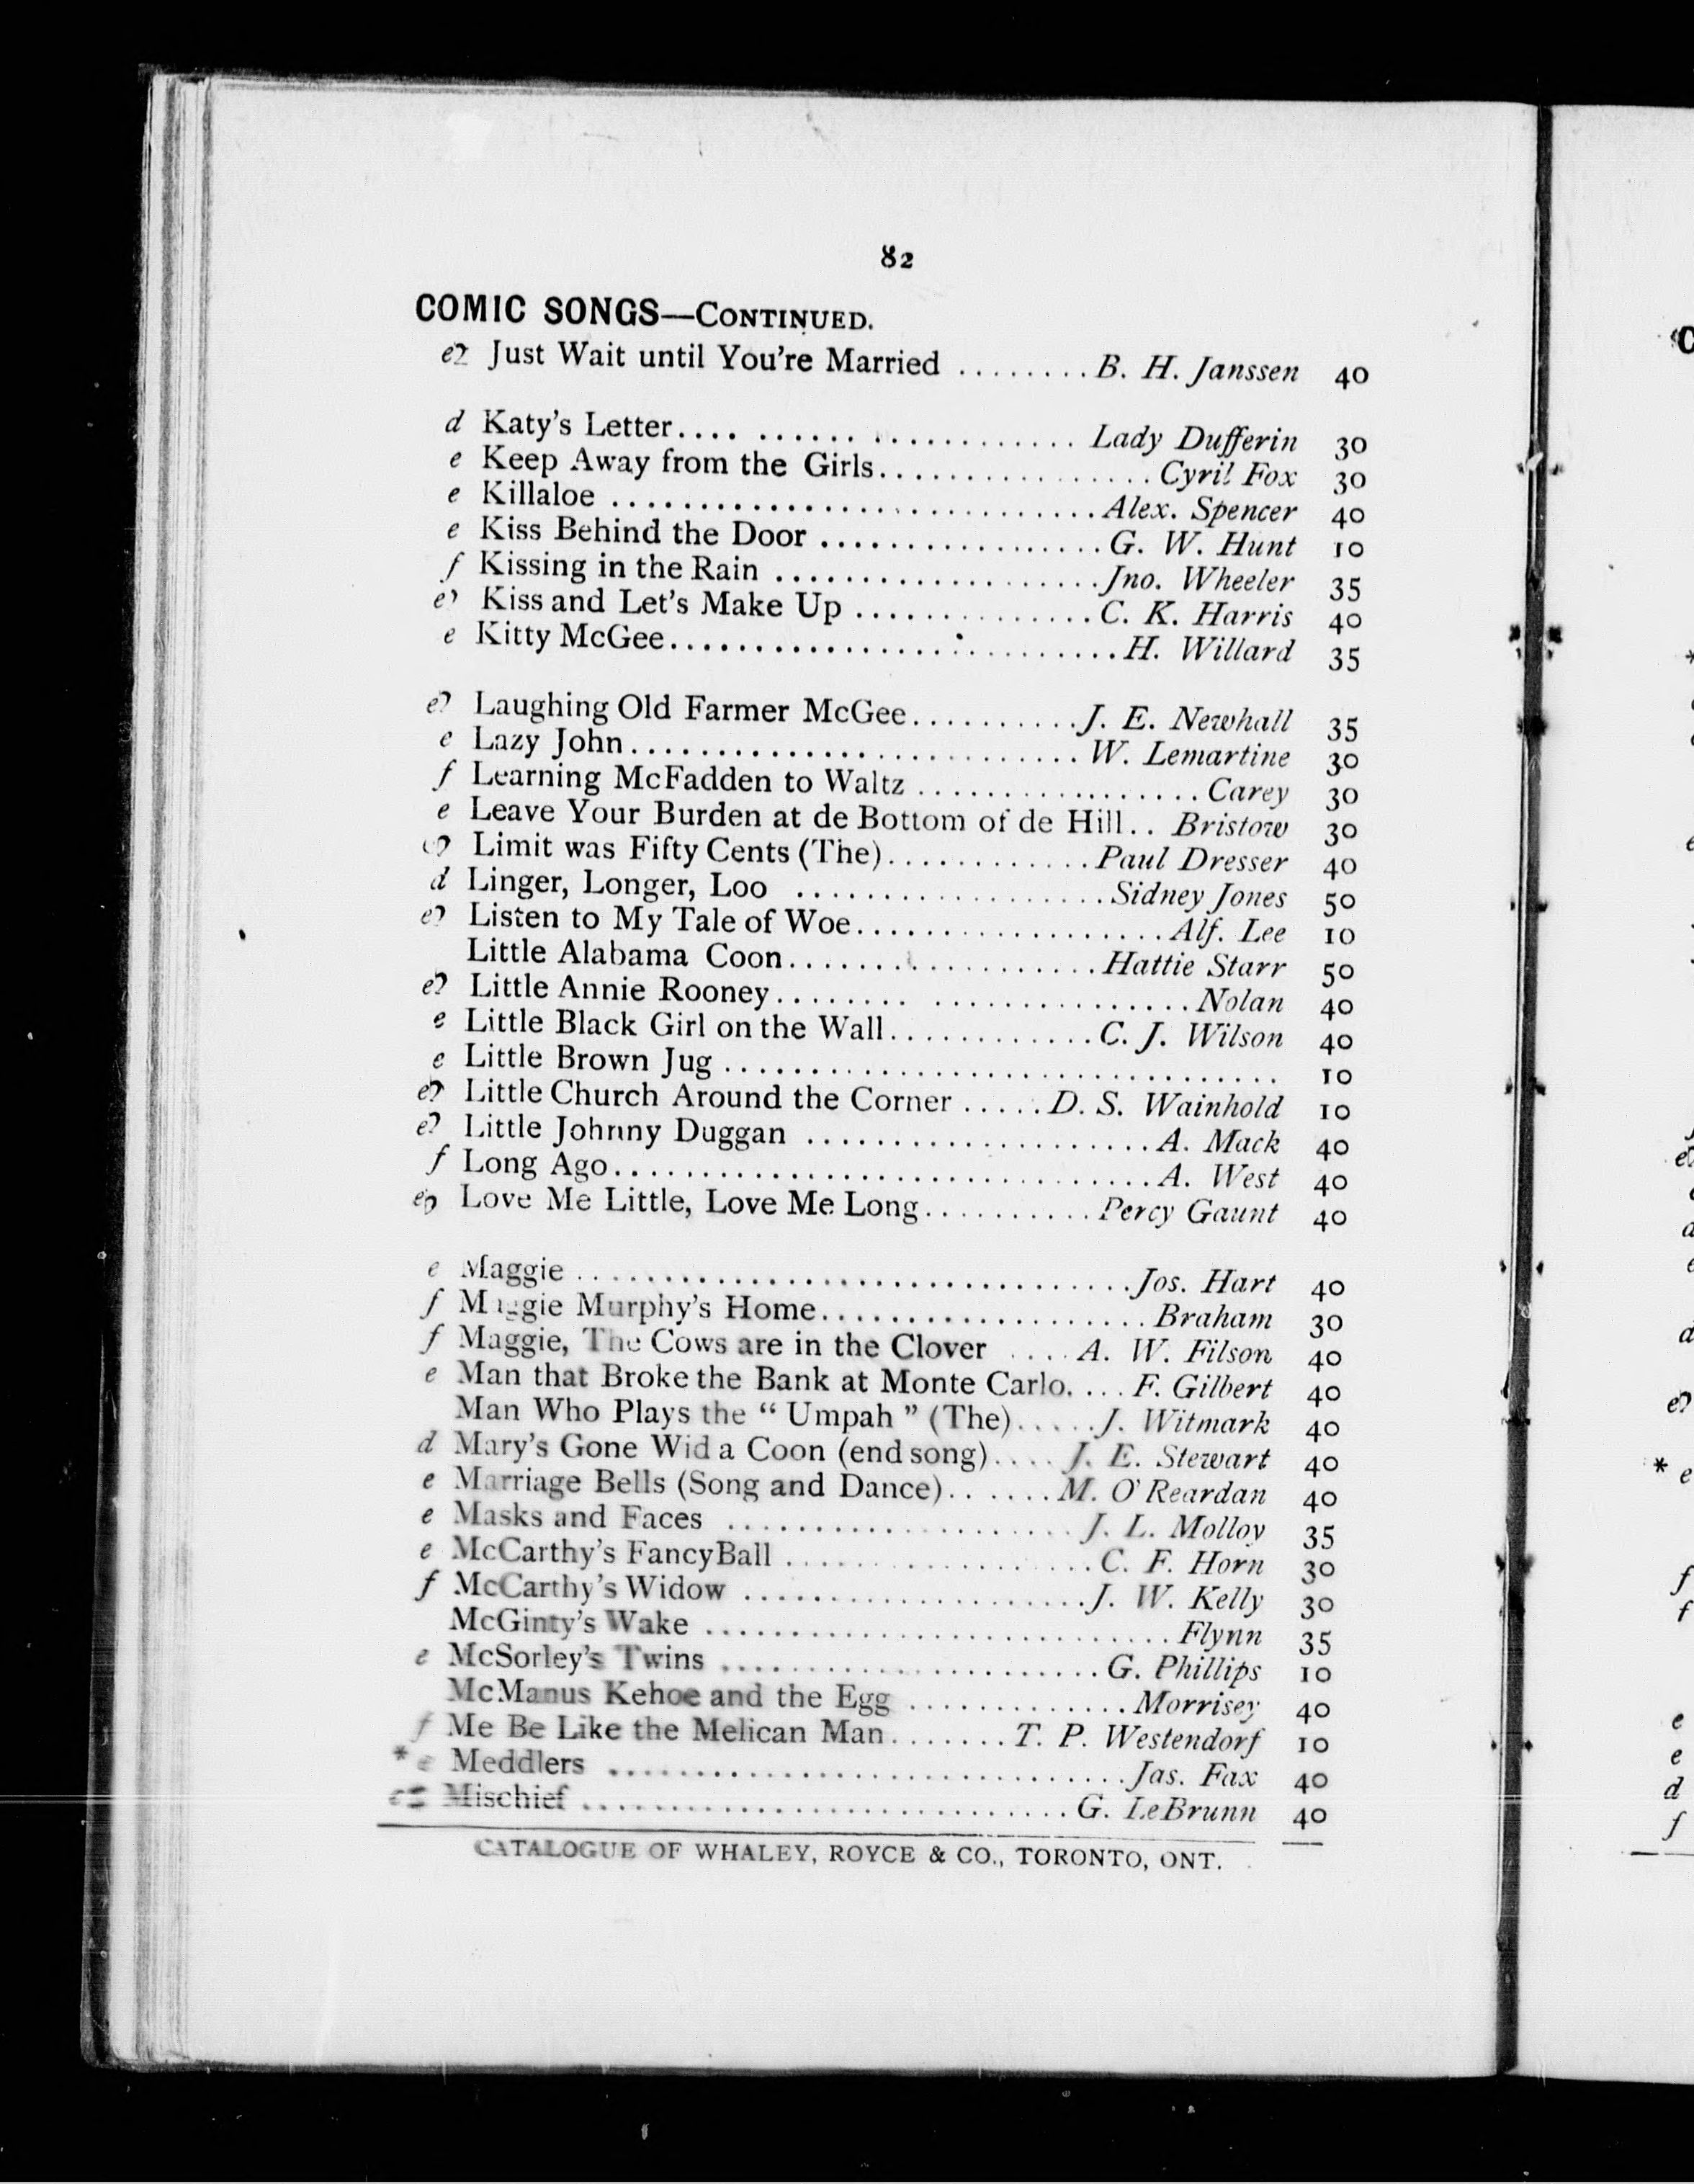 82
COMIC SONGS—CONTINUED.
e2 Just Wait until You're Married ........ B. H. Janssen 40
d Katy's Letter.... ...... ............ Lady Dufferin 30
e Keep Away from the Girls................ Cyril Fox 30
e Killaloe ............................ Alex. Spencer 40
e Kiss Behind the Door ................. G. W. Hunt 10
f Kissing in the Rain ................... Jno. Wheeler 35
e Kiss and Let's Make Up .............. C. K. Harris 40
e Kitty McGee.......................... H. Willard 35
e? Laughing Old Farmer McGee.......... J. E. Newhall 35
e Lazy John.......................... W. Lemartine 30
f Learning McFadden to Waltz ................. Carey 30
e Leave Your Burden at de Bottom of de Hill.. Bristow 30
Limit was Fifty Cents (The)............ Paul Dresser 40
d Linger, Longer, Loo .................. Sidney Jones 50
e? Listen to My Tale of Woe.................. Alf. Lee 10
Little Alabama Coon.................. Hattie Starr 50
e? Little Annie Rooney........ ............... Nolan 40
e Little Black Girl on the Wall............ C. J. Wilson 40
e Little Brown Jug ................................ 10
e? Little Church Around the Corner ..... D. S. Wainhold 10
e? Little Johnny Duggan .................... A. Mack 40
f Long Ago............................... A. West 40
e Love Me Little, Love Me Long.......... Percy Gaunt 40
e Maggie ................................ Jos. Hart 40
f Maggie Murphy's Home................... Braham 30
f Maggie, The Cows are in the Clover .... A. W. Filson 40
e Man that Broke the Bank at Monte Carlo.... F. Gilbert 40
Man Who Plays the “ Umpah ” (The)..... J. Witmark 40
d Mary's Gone Wid a Coon (end song).... J. E. Stewart 40
e Marriage Bells (Song and Dance)....... M. O'Reardan 40
e Masks and Faces .................... J. L. Molloy 35
e McCarthy's Fancy Ball .................. C. F. Horn 30
f McCarthy's Widow .................... J. W. Kelly 30
McGinty's Wake ........................... Flynn 35
e McSorley's Twins ...................... G. Phillips 10
McManus Kehoe and the Egg ............. Morrisey 40
f Me Be Like the Melican Man....... T. P. Westendorf 10
* e Meddlers .............................. Jas. Fax 40
Mischief ............................ G. LeBrunn 40
CATALOGUE OF WHALEY, ROYCE & CO., TORONTO, ONT.